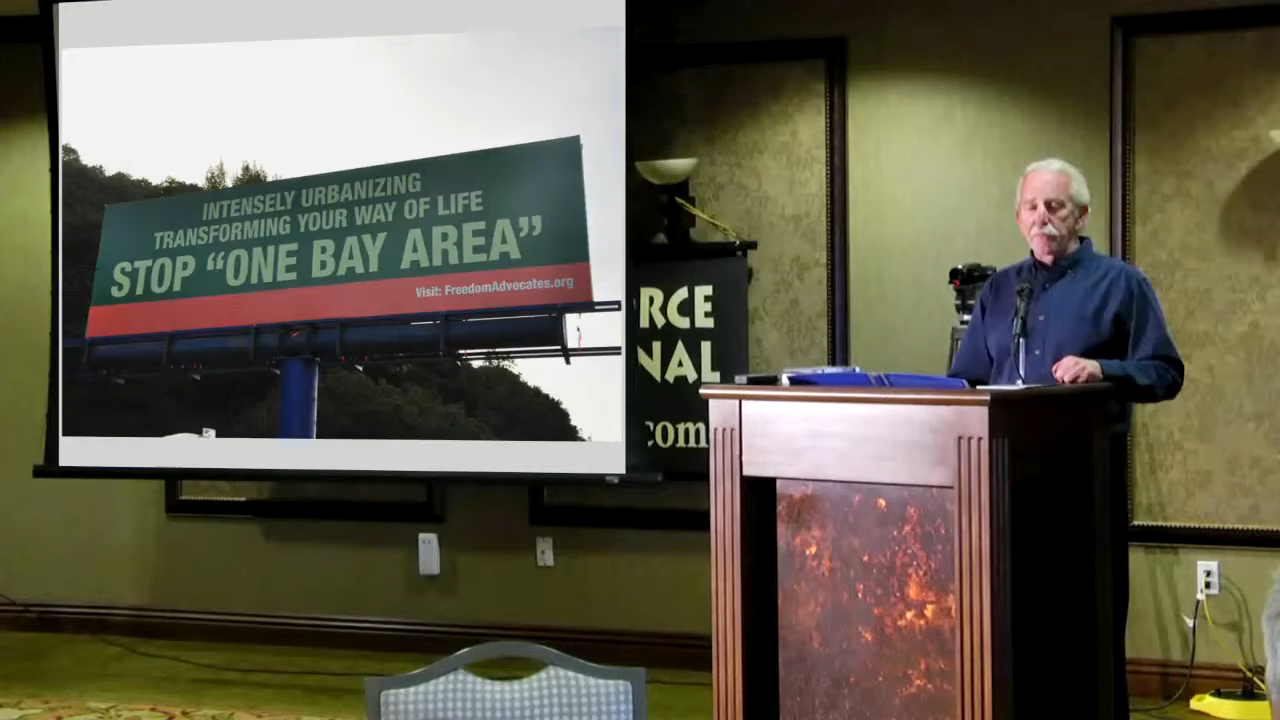 INTENSELY URBANIZING
TRANSFORMING YOUR WAY OF LIFE
STOP “ONE BAY AREA”
Visit: FreedomAdvocates.org
RCE
NAL
com